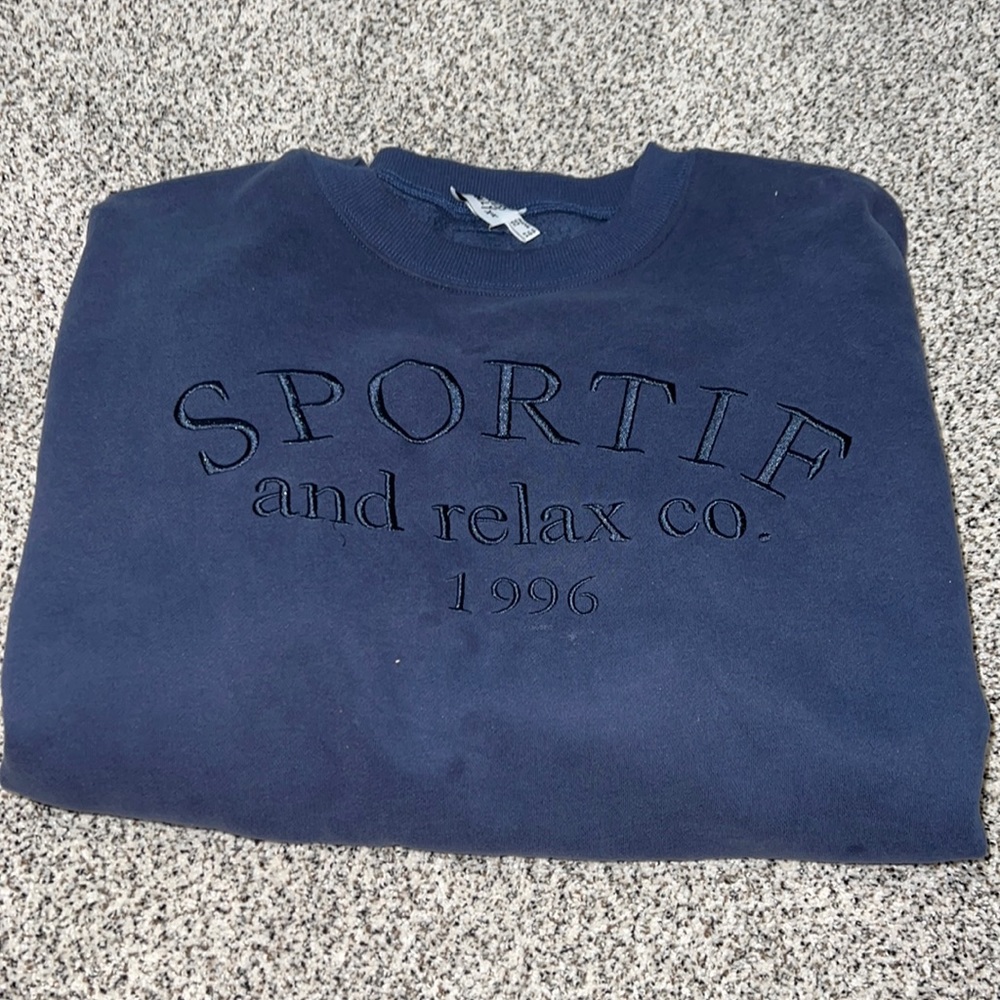 SPORTIF
and relax co.
1996